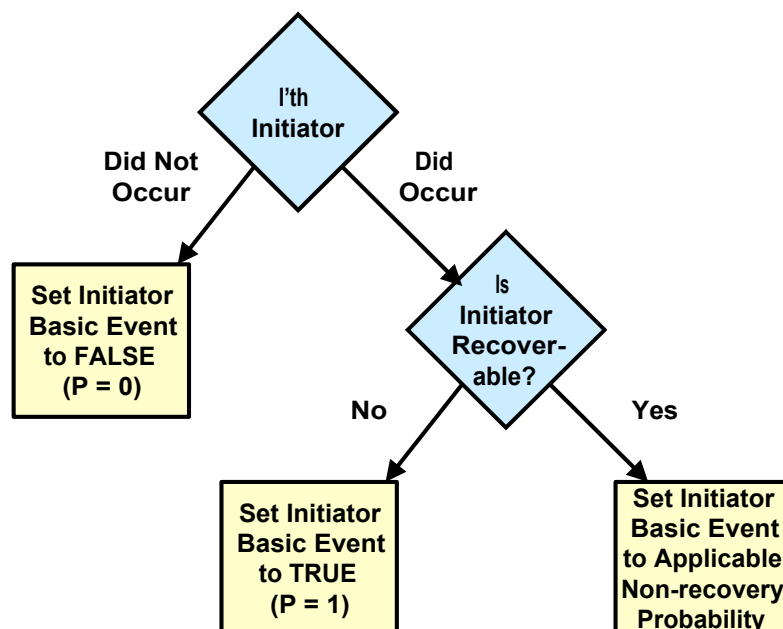 I'th
Initiator
Did Not
Occur
Did
Occur
Set Initiator
Basic Event
to FALSE
(P = 0)
Is
Initiator
Recover-
able?
No
Yes
Set Initiator
Basic Event
to TRUE
(P = 1)
Set Initiator
Basic Event
to Applicable
Non-recovery
Probability